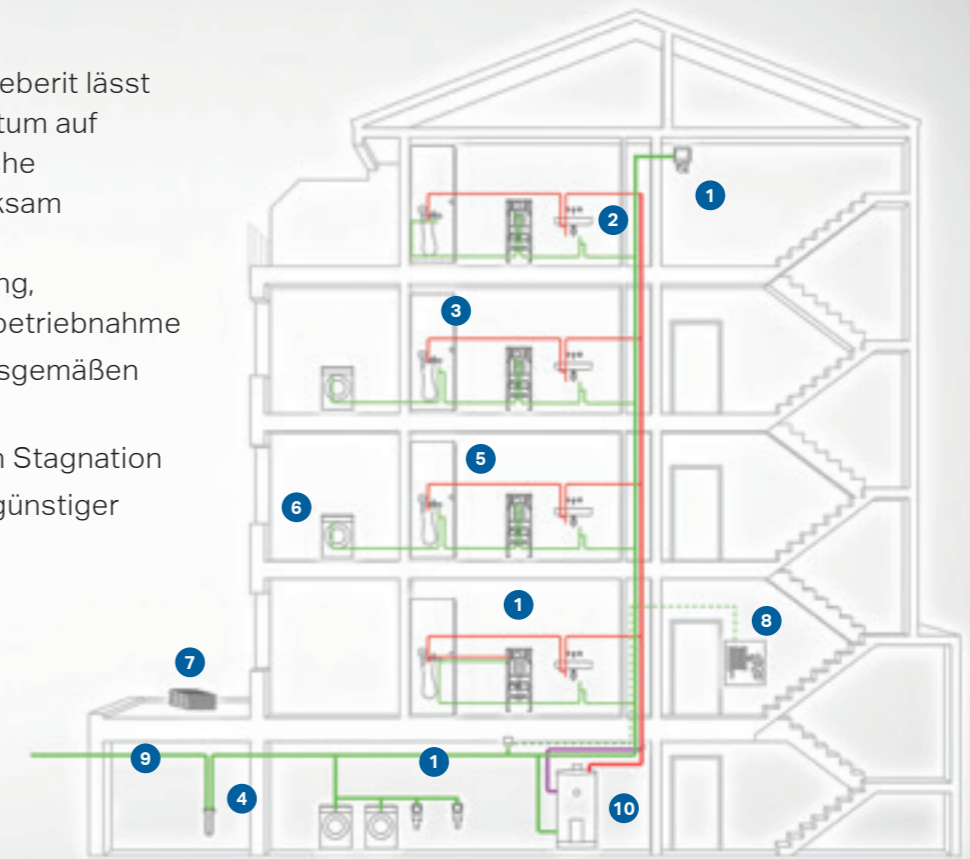 eberit lässt
tum auf
che
ksam
ng,
betriebnahme
sgemäßen
n Stagnation
günstiger
1
2
3
5
6
1
8
7
9
1
4
10